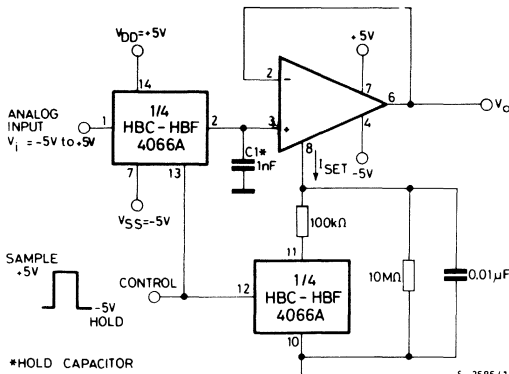 VDD=+5V
14
ANALOG
INPUT
Vi = -5V to +5V
1
1/4
HBC-HBF
4066A
2
7
13
VSS=-5V
C1*
1nF
2
-
3
+
+5V
7
6
4
-5V
8
ISET
Vo
100kΩ
11
10MΩ
0.01µF
SAMPLE
+5V
-5V
HOLD
CONTROL
12
1/4
HBC-HBF
4066A
10
*HOLD CAPACITOR